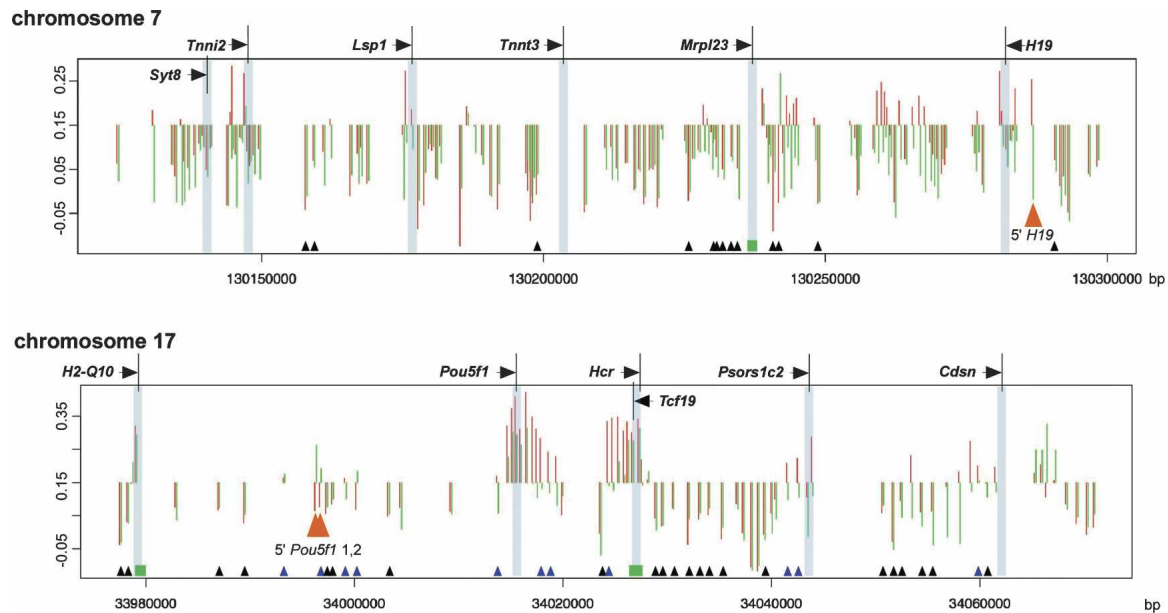 chromosome 7
Tnni2 Lsp1 Tnnt3 Mrpl23 H19
Syt8
0.25
0.15
0.05
-0.05
5' H19
130150000 130200000 130250000 130300000 bp
chromosome 17
H2-Q10 Pou5f1 Hcr Psors1c2 Cdsn
Tcf19
0.35
0.15
-0.05
5' Pou5f1 1,2
33980000 34000000 34020000 34040000 34060000 bp